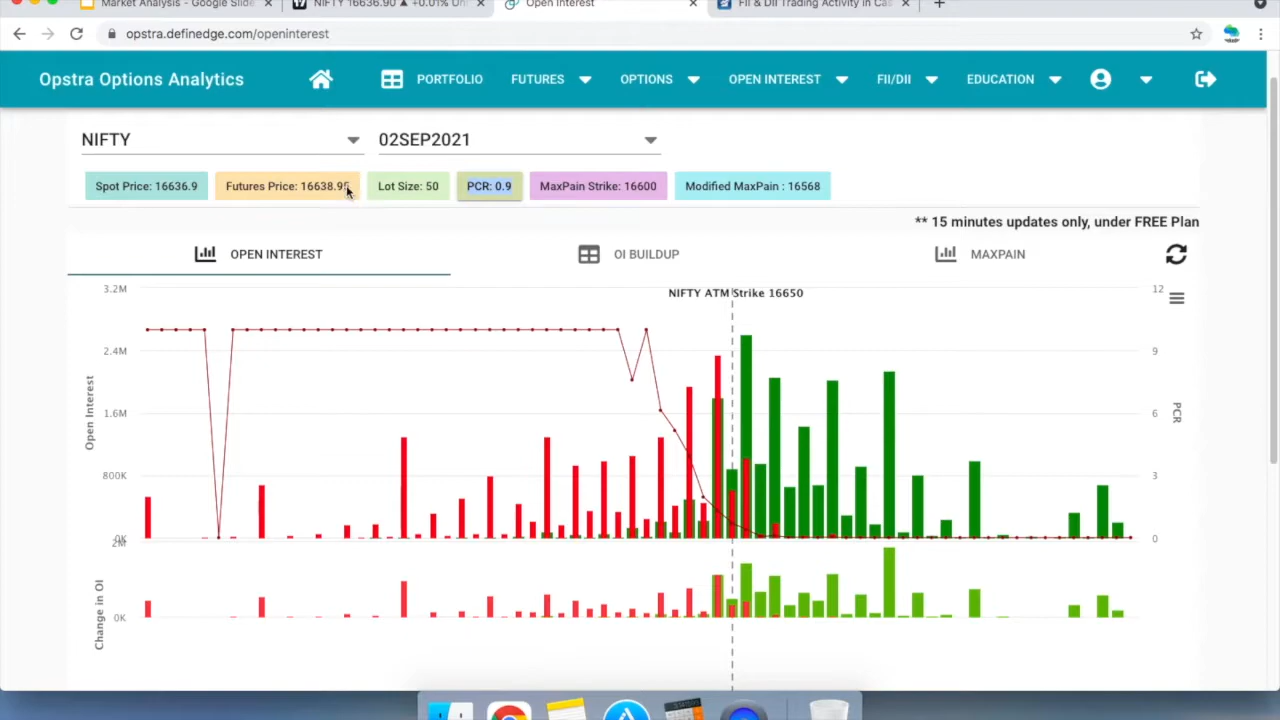 Market Analysis - Google Slide
NIFTY 16636.90 ▲ +0.01% Un
Open Interest
FII & DII Trading Activity in Cas
opstra.definedge.com/openinterest
Opstra Options Analytics
PORTFOLIO
FUTURES
OPTIONS
OPEN INTEREST
FII/DII
EDUCATION
NIFTY
02SEP2021
Spot Price: 16636.9
Futures Price: 16638.95
Lot Size: 50
PCR: 0.9
MaxPain Strike: 16600
Modified MaxPain : 16568
** 15 minutes updates only, under FREE Plan
OPEN INTEREST
OI BUILDUP
MAXPAIN
NIFTY ATM Strike 16650
3.2M
2.4M
1.6M
800K
0K
Open Interest
12
9
6
3
0
PCR
2M
0K
Change in OI